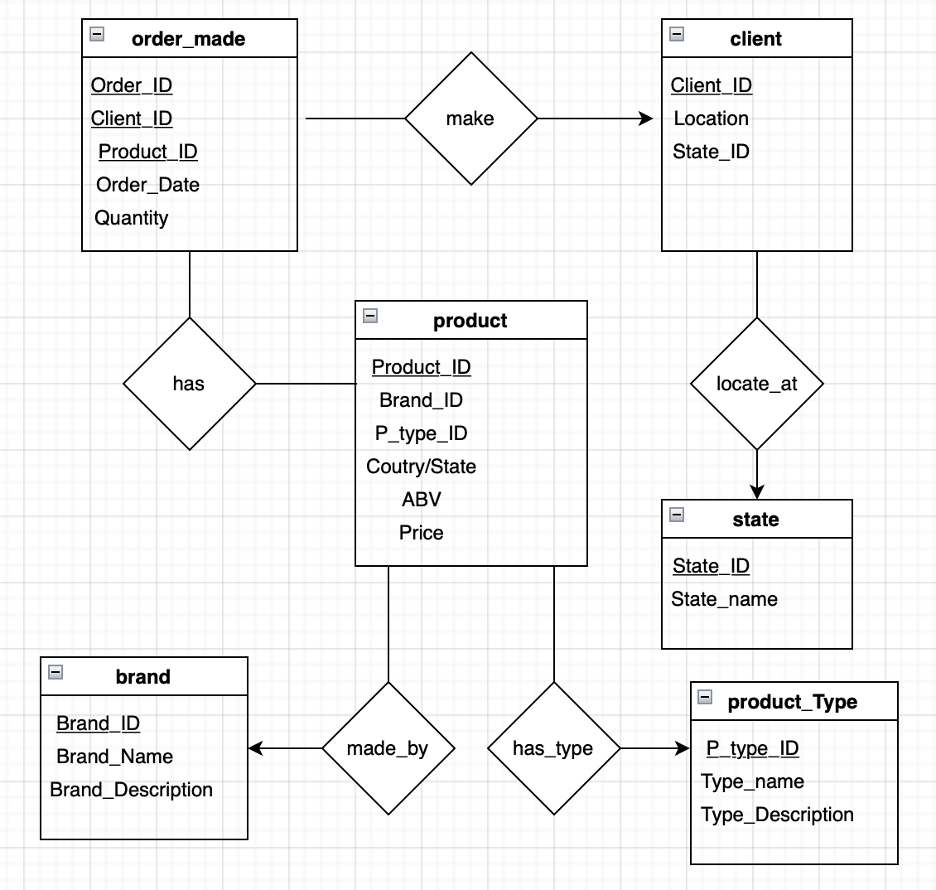 order_made
Order_ID
Client_ID
Product_ID
Order_Date
Quantity
make
client
Client_ID
Location
State_ID
has
product
Product_ID
Brand_ID
P_type_ID
Coutry/State
ABV
Price
locate_at
state
State_ID
State_name
brand
Brand_ID
Brand_Name
Brand_Description
made_by
has_type
product_Type
P_type_ID
Type_name
Type_Description